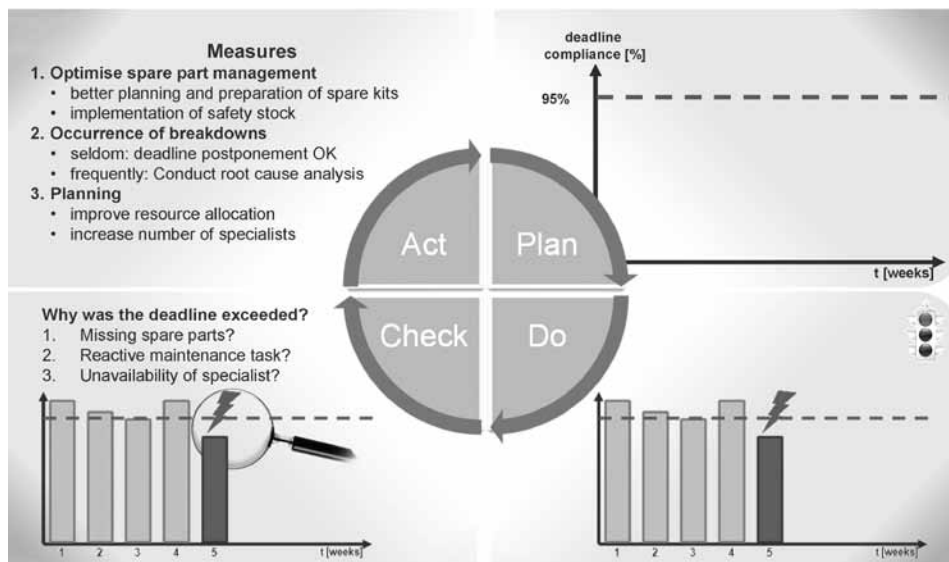 Measures
1. Optimise spare part management
• better planning and preparation of spare kits
• implementation of safety stock
2. Occurrence of breakdowns
• seldom: deadline postponement OK
• frequently: Conduct root cause analysis
3. Planning
• improve resource allocation
• increase number of specialists
deadline
compliance [%]
95%
t [weeks]
Act
Plan
Check
Do
Why was the deadline exceeded?
1. Missing spare parts?
2. Reactive maintenance task?
3. Unavailability of specialist?
1 2 3 4 5 t [weeks]
1 2 3 4 5 t [weeks]